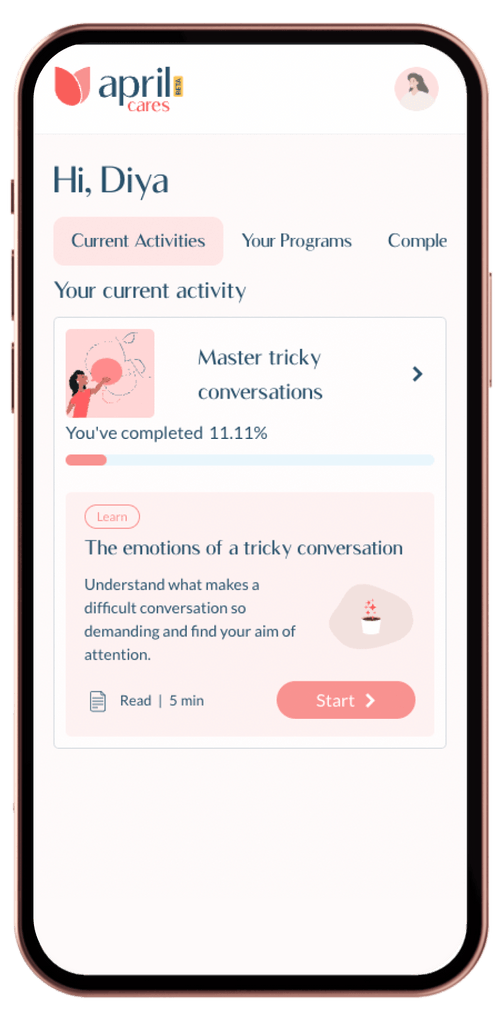 april
BETA
cares
Hi, Diya
Current Activities Your Programs Comple
Your current activity
Master tricky
conversations
You've completed 11.11%
Learn
The emotions of a tricky conversation
Understand what makes a
difficult conversation so
demanding and find your aim of
attention.
Read | 5 min
Start